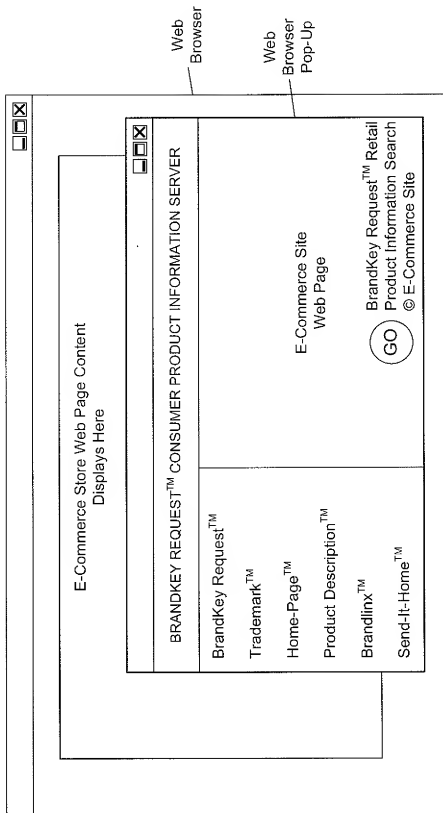 Web
Browser
Web
Browser
Pop-Up
E-Commerce Store Web Page Content
Displays Here
BRANDKEY REQUEST™ CONSUMER PRODUCT INFORMATION SERVER
BrandKey Request™
Trademark™
Home-Page™
Product Description™
Brandlinx™
Send-It-Home™
E-Commerce Site
Web Page
GO
BrandKey Request™ Retail
Product Information Search
© E-Commerce Site